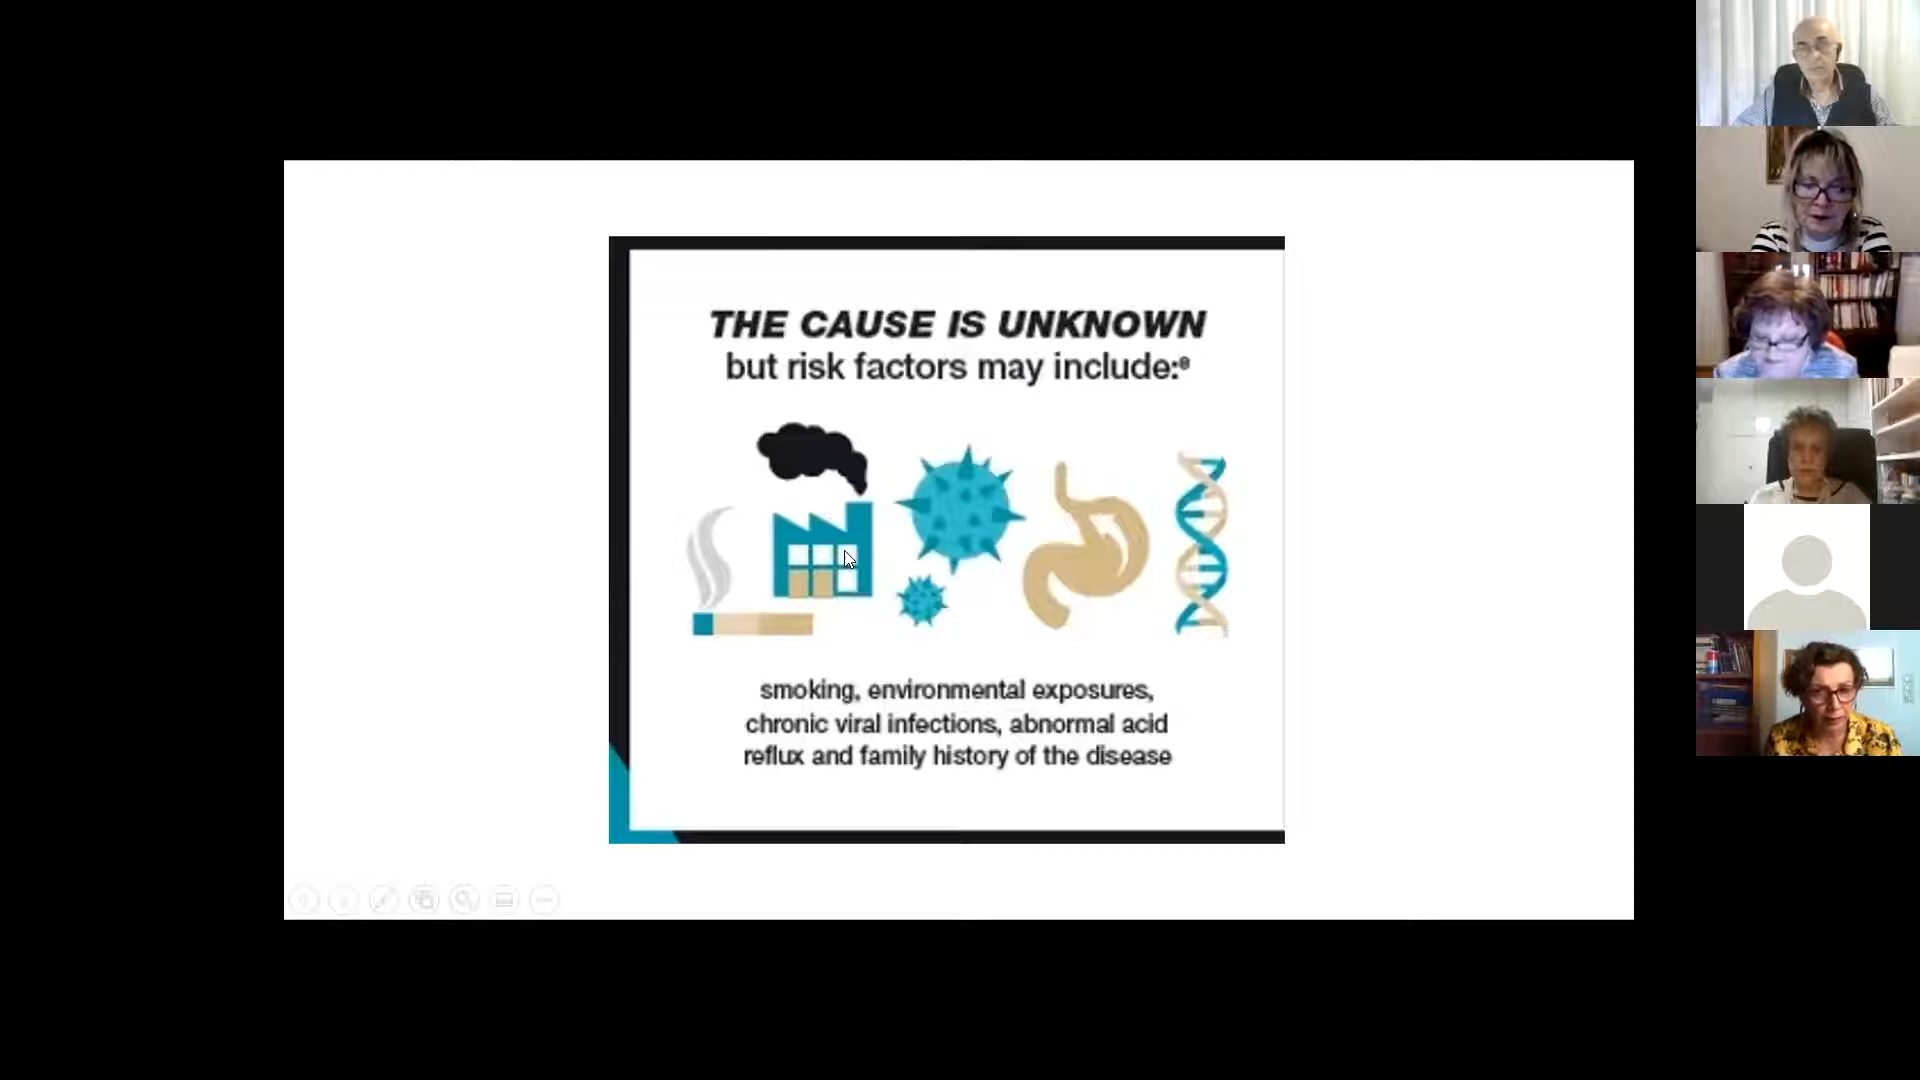 THE CAUSE IS UNKNOWN
but risk factors may include:⁸
smoking, environmental exposures,
chronic viral infections, abnormal acid
reflux and family history of the disease